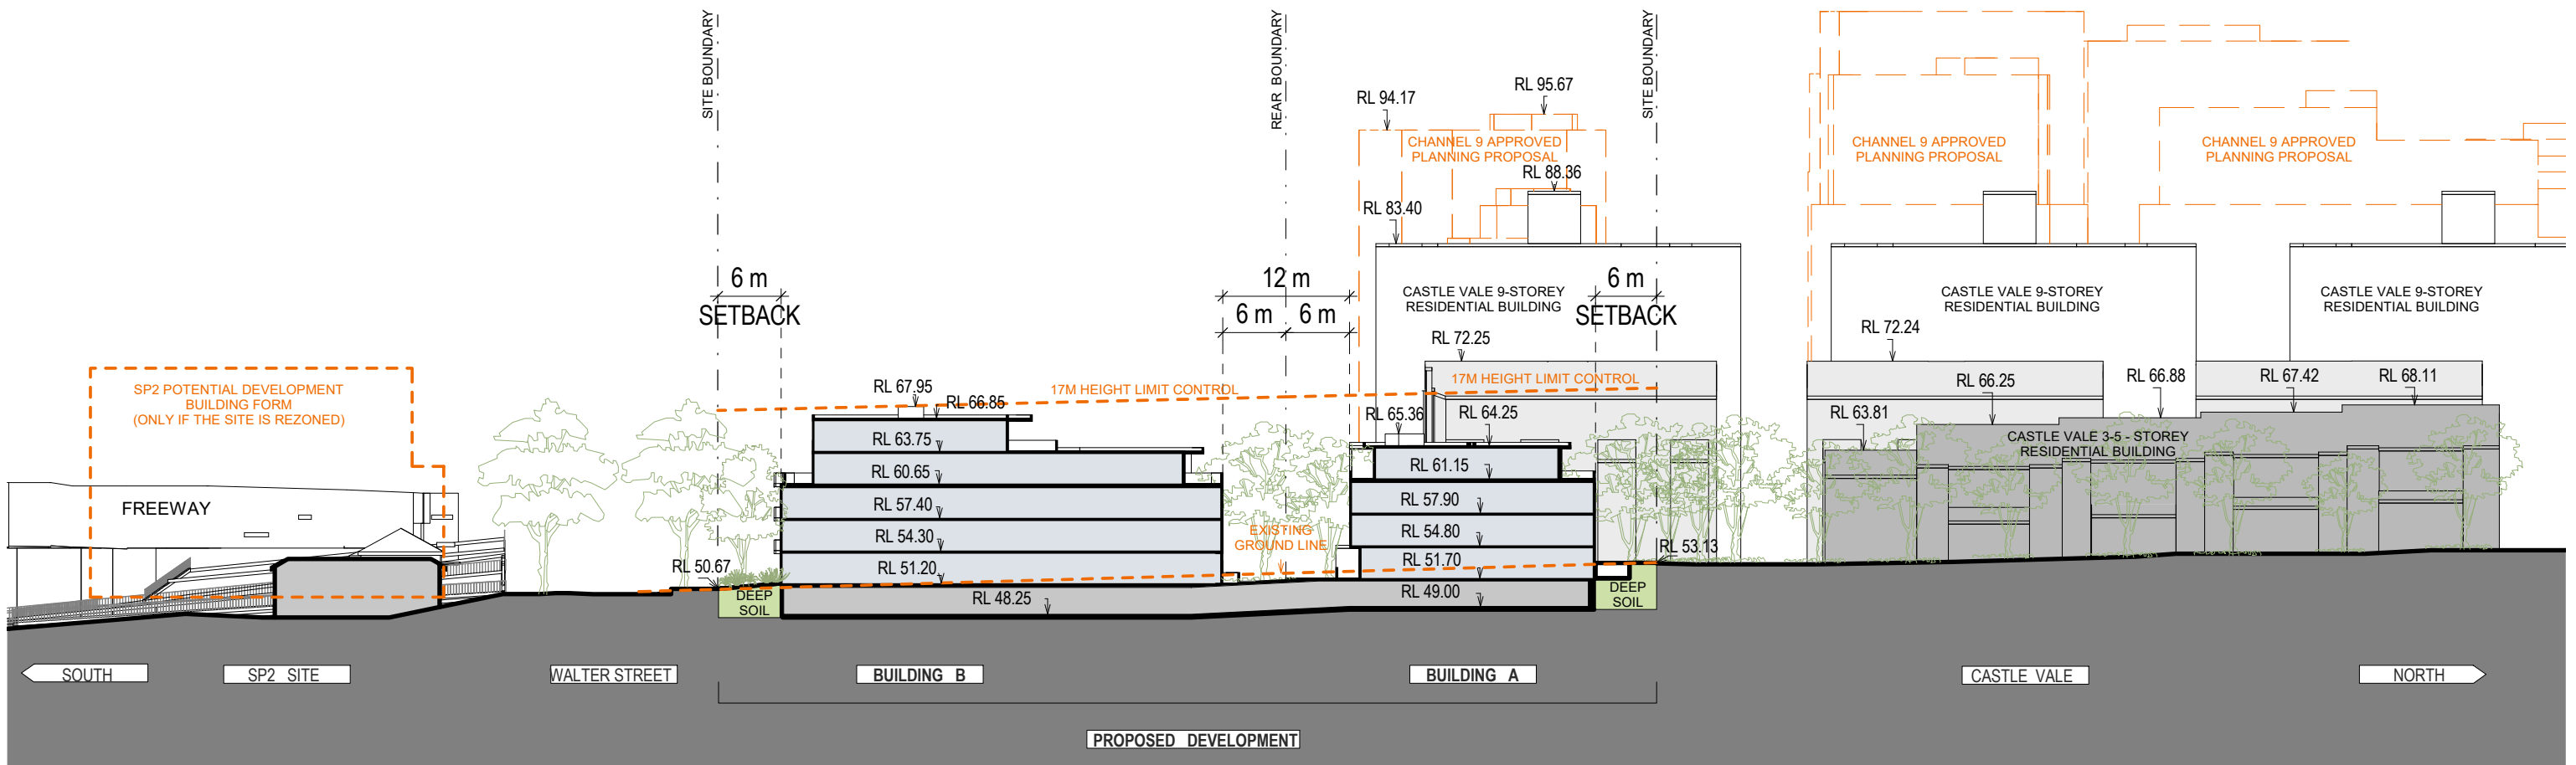 SITE BOUNDARY
REAR BOUNDARY
SITE BOUNDARY
RL 94.17
RL 95.67
CHANNEL 9 APPROVED
PLANNING PROPOSAL
RL 88.36
RL 83.40
CHANNEL 9 APPROVED
PLANNING PROPOSAL
CHANNEL 9 APPROVED
PLANNING PROPOSAL
6 m
SETBACK
12 m
6 m
6 m
6 m
SETBACK
CASTLE VALE 9-STOREY
RESIDENTIAL BUILDING
CASTLE VALE 9-STOREY
RESIDENTIAL BUILDING
CASTLE VALE 9-STOREY
RESIDENTIAL BUILDING
RL 72.25
RL 72.24
SP2 POTENTIAL DEVELOPMENT
BUILDING FORM
(ONLY IF THE SITE IS REZONED)
RL 67.95
RL 66.85
17M HEIGHT LIMIT CONTROL
17M HEIGHT LIMIT CONTROL
RL 65.36
RL 64.25
RL 63.81
RL 66.25
RL 66.88
RL 67.42
RL 68.11
CASTLE VALE 3-5 - STOREY
RESIDENTIAL BUILDING
RL 63.75
RL 60.65
RL 57.40
RL 54.30
RL 51.20
RL 48.25
RL 61.15
RL 57.90
RL 54.80
RL 51.70
RL 49.00
EXISTING
GROUND LINE
FREEWAY
RL 50.67
RL 53.13
DEEP
SOIL
DEEP
SOIL
SOUTH
SP2 SITE
WALTER STREET
BUILDING B
BUILDING A
CASTLE VALE
NORTH
PROPOSED DEVELOPMENT